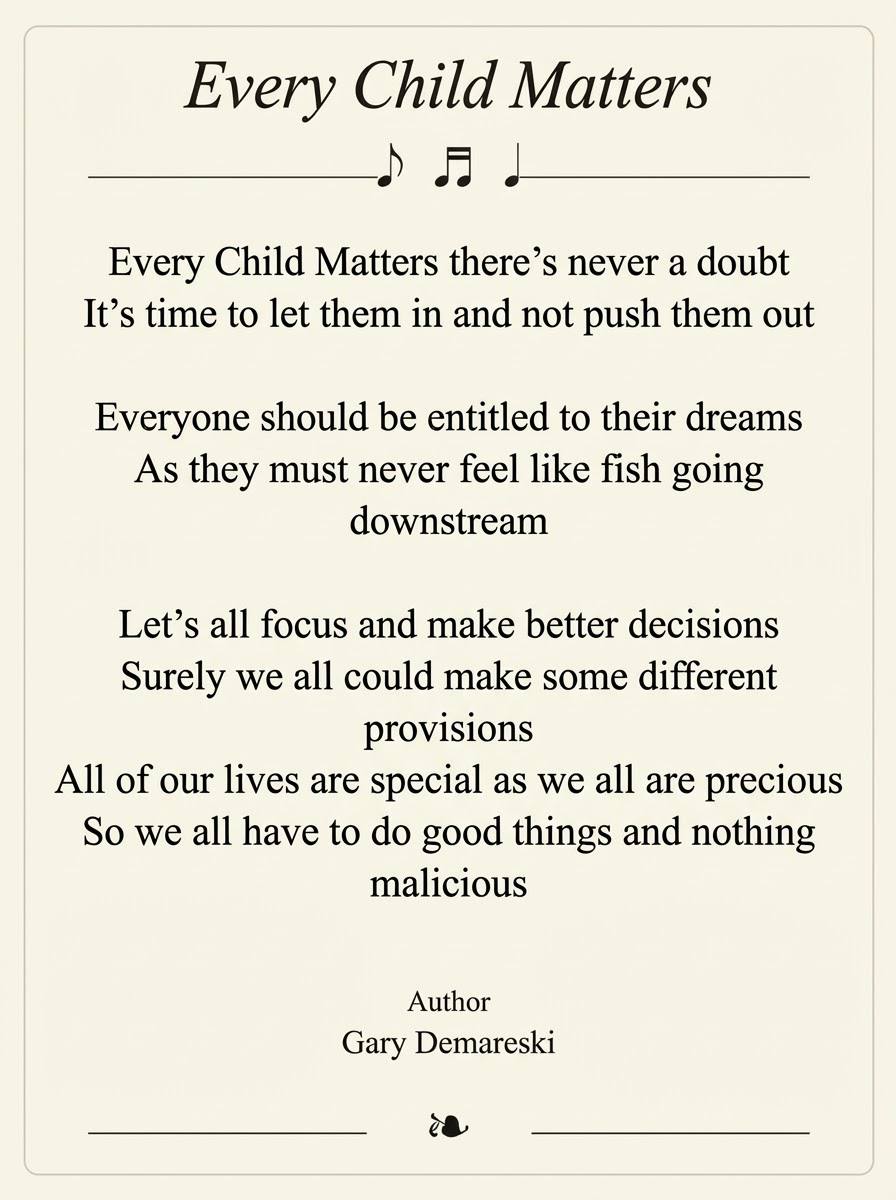 Every Child Matters
Every Child Matters there’s never a doubt
It’s time to let them in and not push them out
Everyone should be entitled to their dreams
As they must never feel like fish going
downstream
Let’s all focus and make better decisions
Surely we all could make some different
provisions
All of our lives are special as we all are precious
So we all have to do good things and nothing
malicious
Author
Gary Demareski